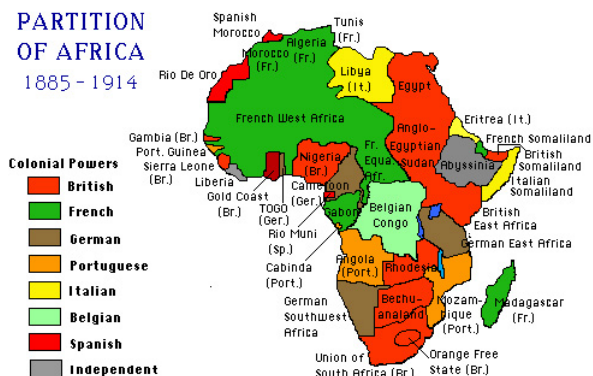 PARTITION
OF AFRICA
1885 - 1914
Spanish
Morocco
Tunis
(Fr.)
Morocco
(Fr.)
Algeria
(Fr.)
Libya
(It.)
Egypt
Rio De Oro
French West Africa
Anglo-
Egyptian
Sudan
Eritrea (It.)
French Somaliland
British
Somaliland
Italian
Somaliland
Abyssinia
Gambia (Br.)
Port. Guinea
Sierra Leone
(Br.)
Liberia
Gold Coast
(Br.)
TOGO
(Ger.)
Nigeria
(Br.)
Cameroon
(Ger.)
Fr.
Equa.
Afr.
Rio Muni
(Sp.)
Gabon
Cabinda
(Port.)
Belgian
Congo
British
East Africa
German East Africa
Angola
(Port.)
Rhodesia
German
Southwest
Africa
Bechu-
analand
Mozam-
bique
(Port.)
Madagascar
(Fr.)
Union of
South Africa (Br.)
Orange Free
State (Br.)
Colonial Powers
British
French
German
Portuguese
Italian
Belgian
Spanish
Independent